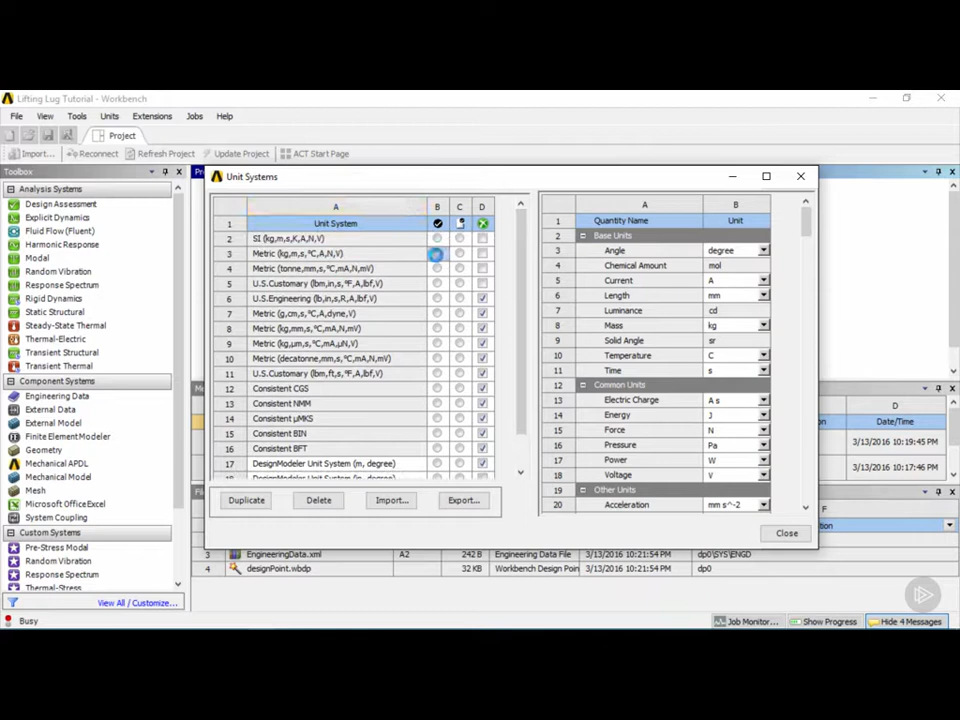 Lifting Lug Tutorial - Workbench
File View Tools Units Extensions Jobs Help
Project
Import... Reconnect Refresh Project Update Project ACT Start Page
Toolbox
Analysis Systems
Design Assessment
Explicit Dynamics
Fluid Flow (Fluent)
Harmonic Response
Modal
Random Vibration
Response Spectrum
Rigid Dynamics
Static Structural
Steady-State Thermal
Thermal-Electric
Transient Structural
Transient Thermal
Component Systems
Engineering Data
External Data
External Model
Finite Element Modeler
Geometry
Mechanical APDL
Mechanical Model
Mesh
Microsoft Office Excel
System Coupling
Custom Systems
Pre-Stress Modal
Random Vibration
Response Spectrum
Thermal-Stress
View All / Customize...
Unit Systems
A B C D
1 Unit System
2 SI (kg,m,s,K,A,N,V)
3 Metric (kg,m,s,°C,A,N,V)
4 Metric (tonne,mm,s,°C,mA,N,mV)
5 U.S.Customary (lbm,in,s,°F,A,lbf,V)
6 U.S.Engineering (lb,in,s,R,A,lbf,V)
7 Metric (g,cm,s,°C,A,dyne,V)
8 Metric (kg,mm,s,°C,mA,N,mV)
9 Metric (kg,µm,s,°C,mA,µN,V)
10 Metric (decatonne,mm,s,°C,mA,N,mV)
11 U.S.Customary (lbm,ft,s,°F,A,lbf,V)
12 Consistent CGS
13 Consistent NMM
14 Consistent µMKS
15 Consistent BIN
16 Consistent BFT
17 DesignModeler Unit System (m, degree)
DesignModeler Unit System (in, degree)
Duplicate Delete Import... Export...
A B
1 Quantity Name Unit
2 Base Units
3 Angle degree
4 Chemical Amount mol
5 Current A
6 Length mm
7 Luminance cd
8 Mass kg
9 Solid Angle sr
10 Temperature C
11 Time s
12 Common Units
13 Electric Charge A s
14 Energy J
15 Force N
16 Pressure Pa
17 Power W
18 Voltage V
19 Other Units
20 Acceleration mm s^-2
Close
D
Date/Time
3/13/2016 10:19:45 PM
3/13/2016 10:17:46 PM
F
3 EngineeringData.xml A2 242 B Engineering Data File 3/13/2016 10:21:54 PM dp0\SYS\ENGD
4 designPoint.wbdp 32 KB Workbench Design Poin 3/13/2016 10:21:54 PM dp0
Busy
Job Monitor... Show Progress Hide 4 Messages